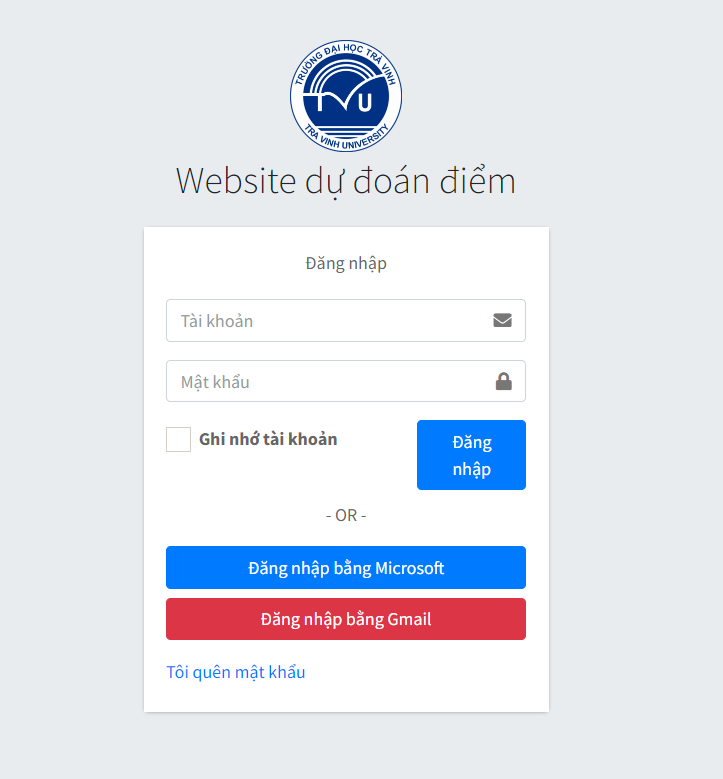 TRƯỜNG ĐẠI HỌC TRÀ VINH
TVU
TRA VINH UNIVERSITY
Website dự đoán điểm
Đăng nhập
Tài khoản
Mật khẩu
Ghi nhớ tài khoản
Đăng
nhập
- OR -
Đăng nhập bằng Microsoft
Đăng nhập bằng Gmail
Tôi quên mật khẩu